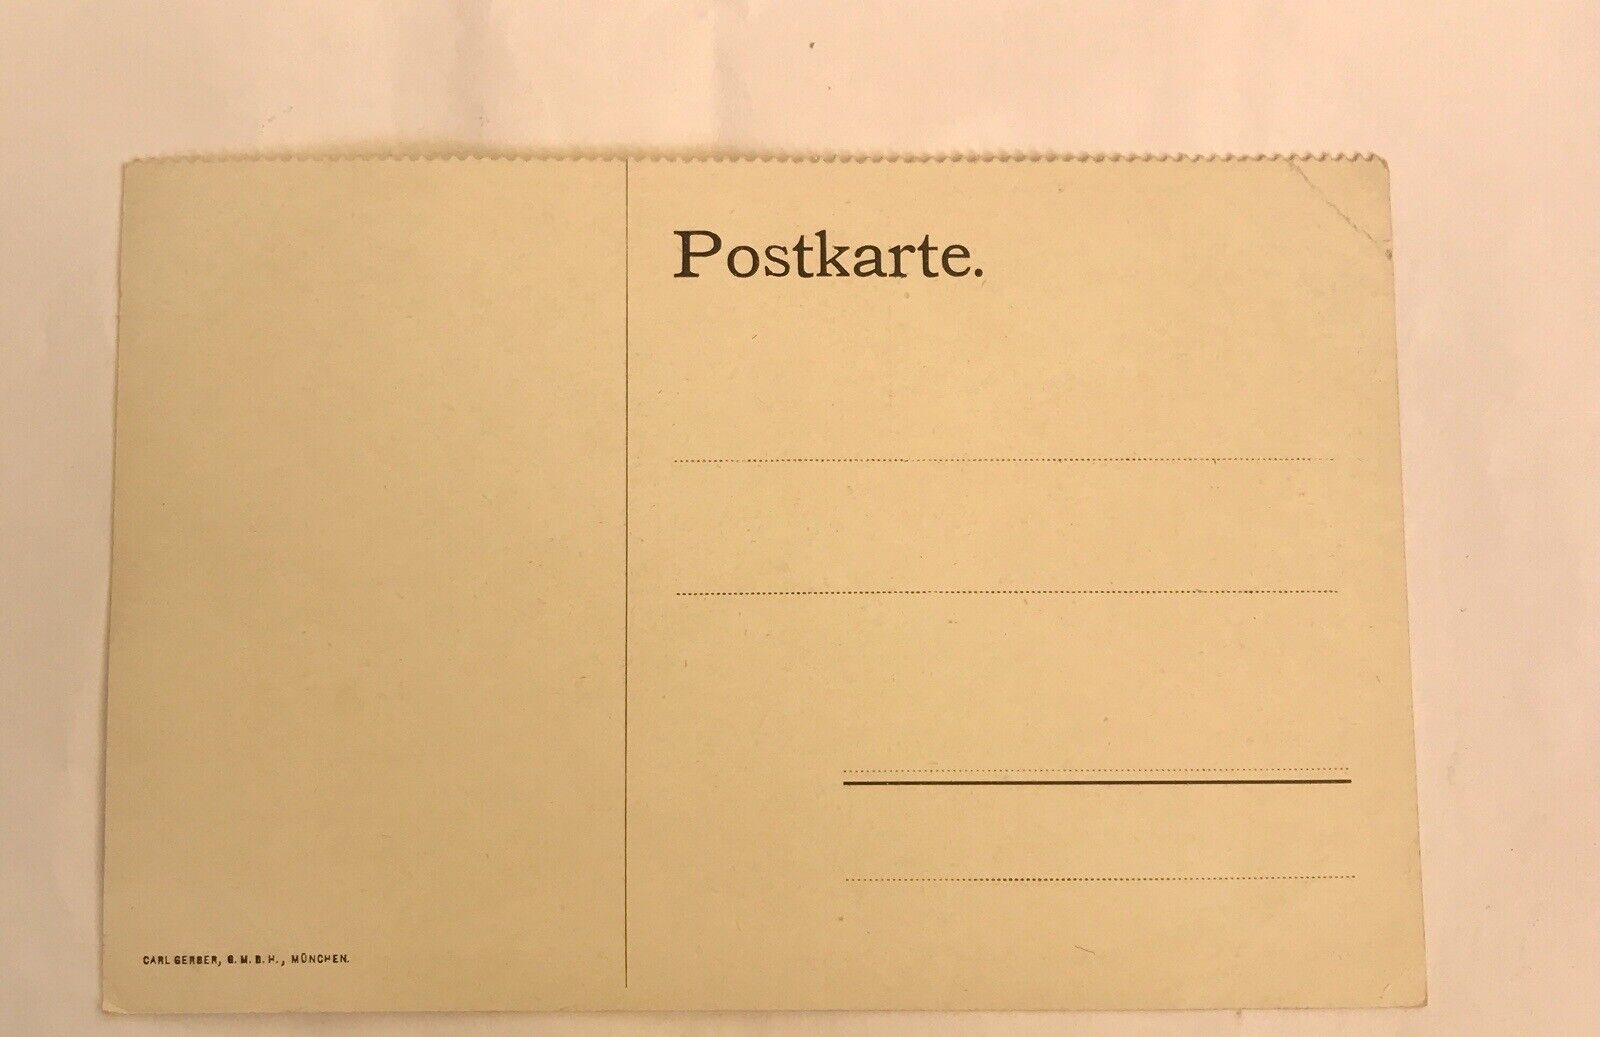 Postkarte.
CARL GERBER, G. M. B. H., MÜNCHEN.